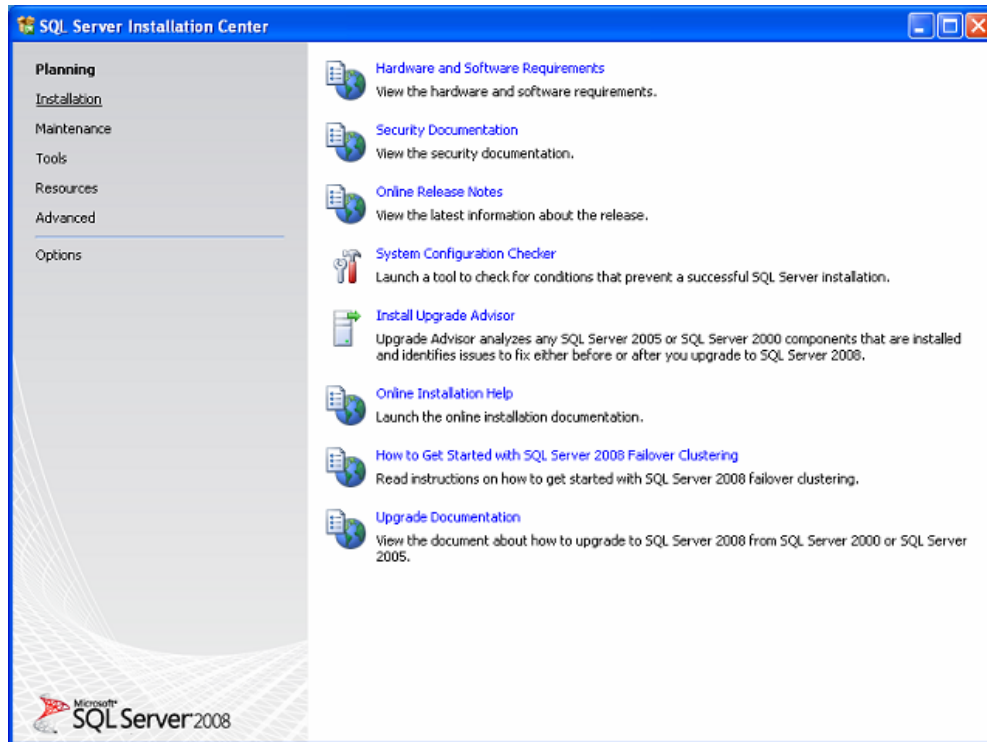 SQL Server Installation Center
Planning
Installation
Maintenance
Tools
Resources
Advanced
Options
Hardware and Software Requirements
View the hardware and software requirements.
Security Documentation
View the security documentation.
Online Release Notes
View the latest information about the release.
System Configuration Checker
Launch a tool to check for conditions that prevent a successful SQL Server installation.
Install Upgrade Advisor
Upgrade Advisor analyzes any SQL Server 2005 or SQL Server 2000 components that are installed
and identifies issues to fix either before or after you upgrade to SQL Server 2008.
Online Installation Help
Launch the online installation documentation.
How to Get Started with SQL Server 2008 Failover Clustering
Read instructions on how to get started with SQL Server 2008 failover clustering.
Upgrade Documentation
View the document about how to upgrade to SQL Server 2008 from SQL Server 2000 or SQL Server
2005.
Microsoft®
SQL Server®2008